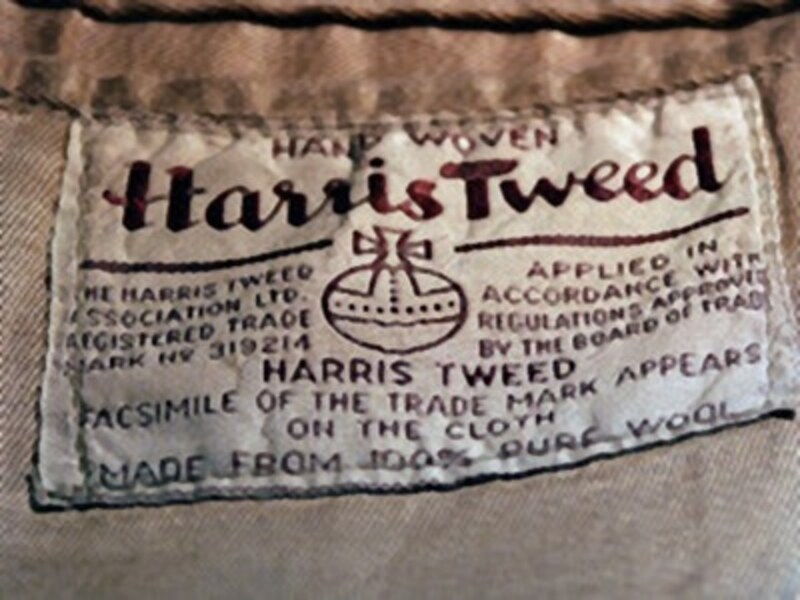 HAND WOVEN
Harris Tweed
HE HARRIS TWEED
ASSOCIATION LTD.
REGISTERED TRADE
MARK Nº 319214
APPLIED IN
ACCORDANCE WITH
REGULATIONS APPROVED
BY THE BOARD OF TRAD
HARRIS TWEED
FACSIMILE OF THE TRADE MARK APPEARS
ON THE CLOTH
MADE FROM 100% PURE WOOL